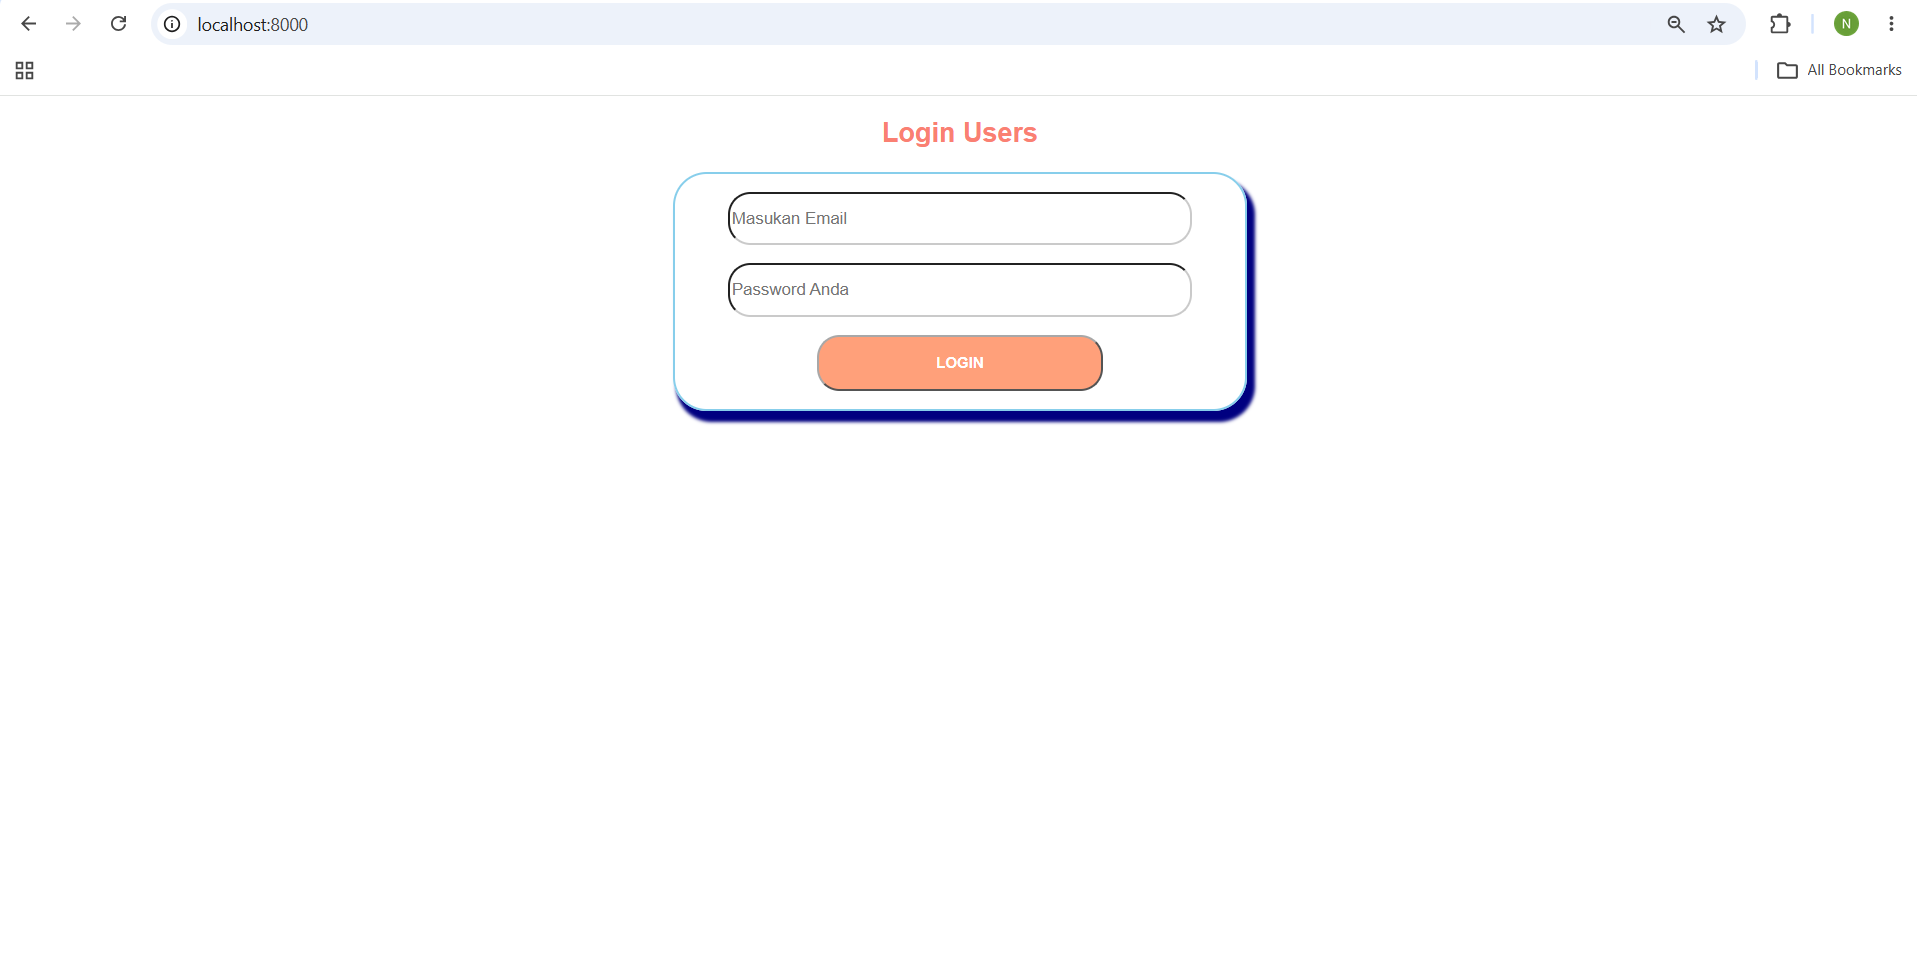 localhost:8000
N
All Bookmarks
Login Users
Masukan Email
Password Anda
LOGIN